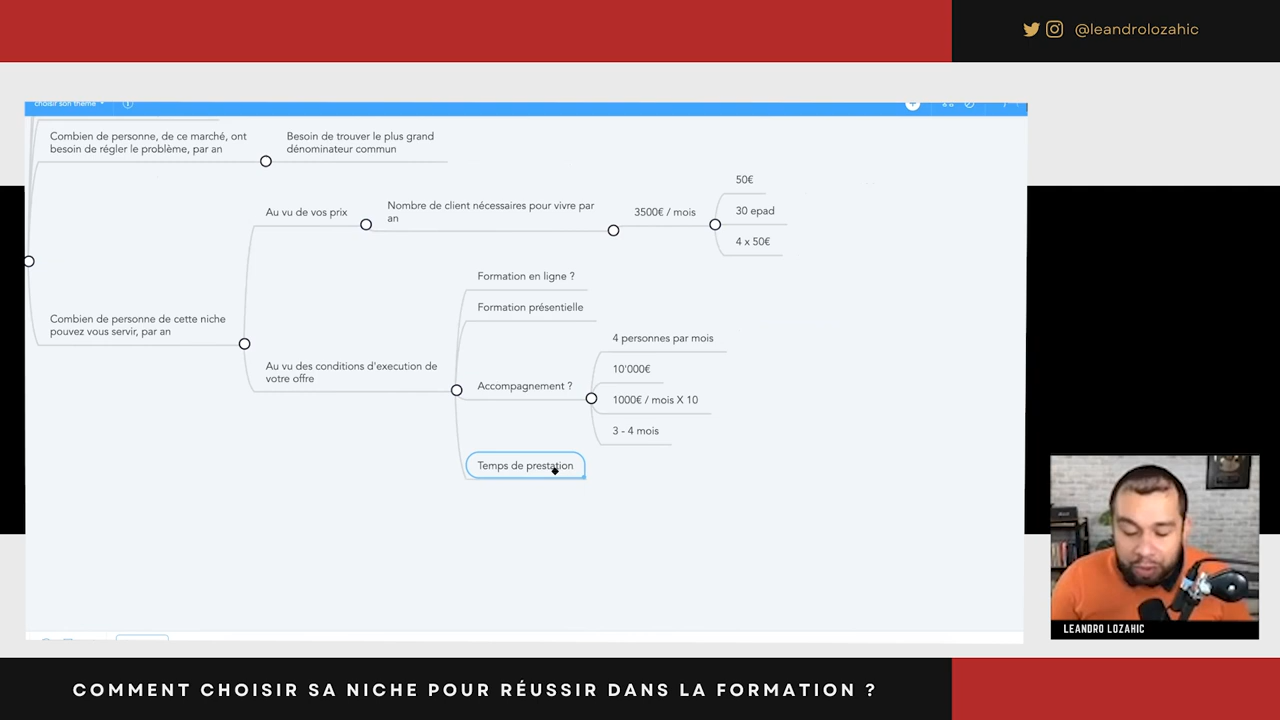 @leandrolozahic
choisir son theme
Combien de personne, de ce marché, ont
besoin de régler le problème, par an
Besoin de trouver le plus grand
dénominateur commun
Au vu de vos prix
Nombre de client nécessaires pour vivre par
an
3500€ / mois
50€
30 epad
4 x 50€
Combien de personne de cette niche
pouvez vous servir, par an
Au vu des conditions d'execution de
votre offre
Formation en ligne ?
Formation présentielle
Accompagnement ?
4 personnes par mois
10'000€
1000€ / mois X 10
3 - 4 mois
Temps de prestation
LEANDRO LOZAHIC
COMMENT CHOISIR SA NICHE POUR RÉUSSIR DANS LA FORMATION ?